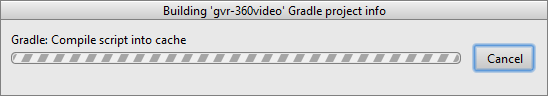 Building 'gvr-360video' Gradle project info
Gradle: Compile script into cache
Cancel